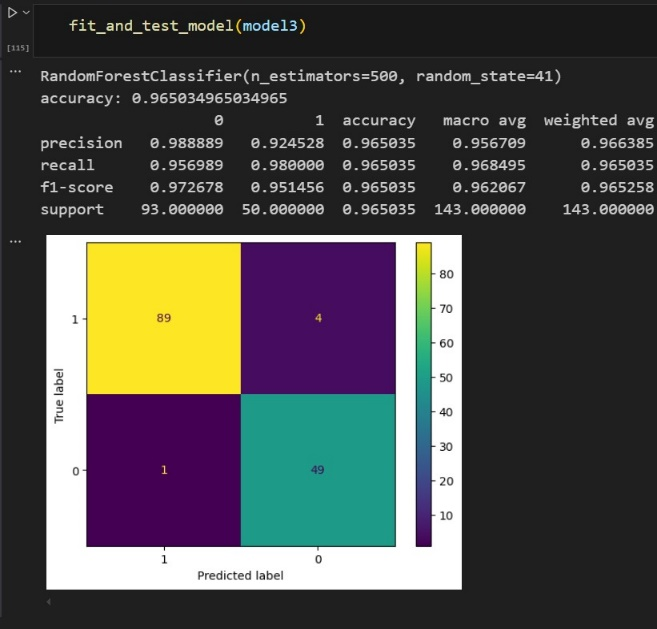 fit_and_test_model(model3)
[115]
... RandomForestClassifier(n_estimators=500, random_state=41)
accuracy: 0.965034965034965
0 1 accuracy macro avg weighted avg
precision 0.988889 0.924528 0.965035 0.956709 0.966385
recall 0.956989 0.980000 0.965035 0.968495 0.965035
f1-score 0.972678 0.951456 0.965035 0.962067 0.965258
support 93.000000 50.000000 0.965035 143.000000 143.000000
...
80
1 89 4
70
60
True label
50
40
30
0 1 49
20
10
1 0
Predicted label